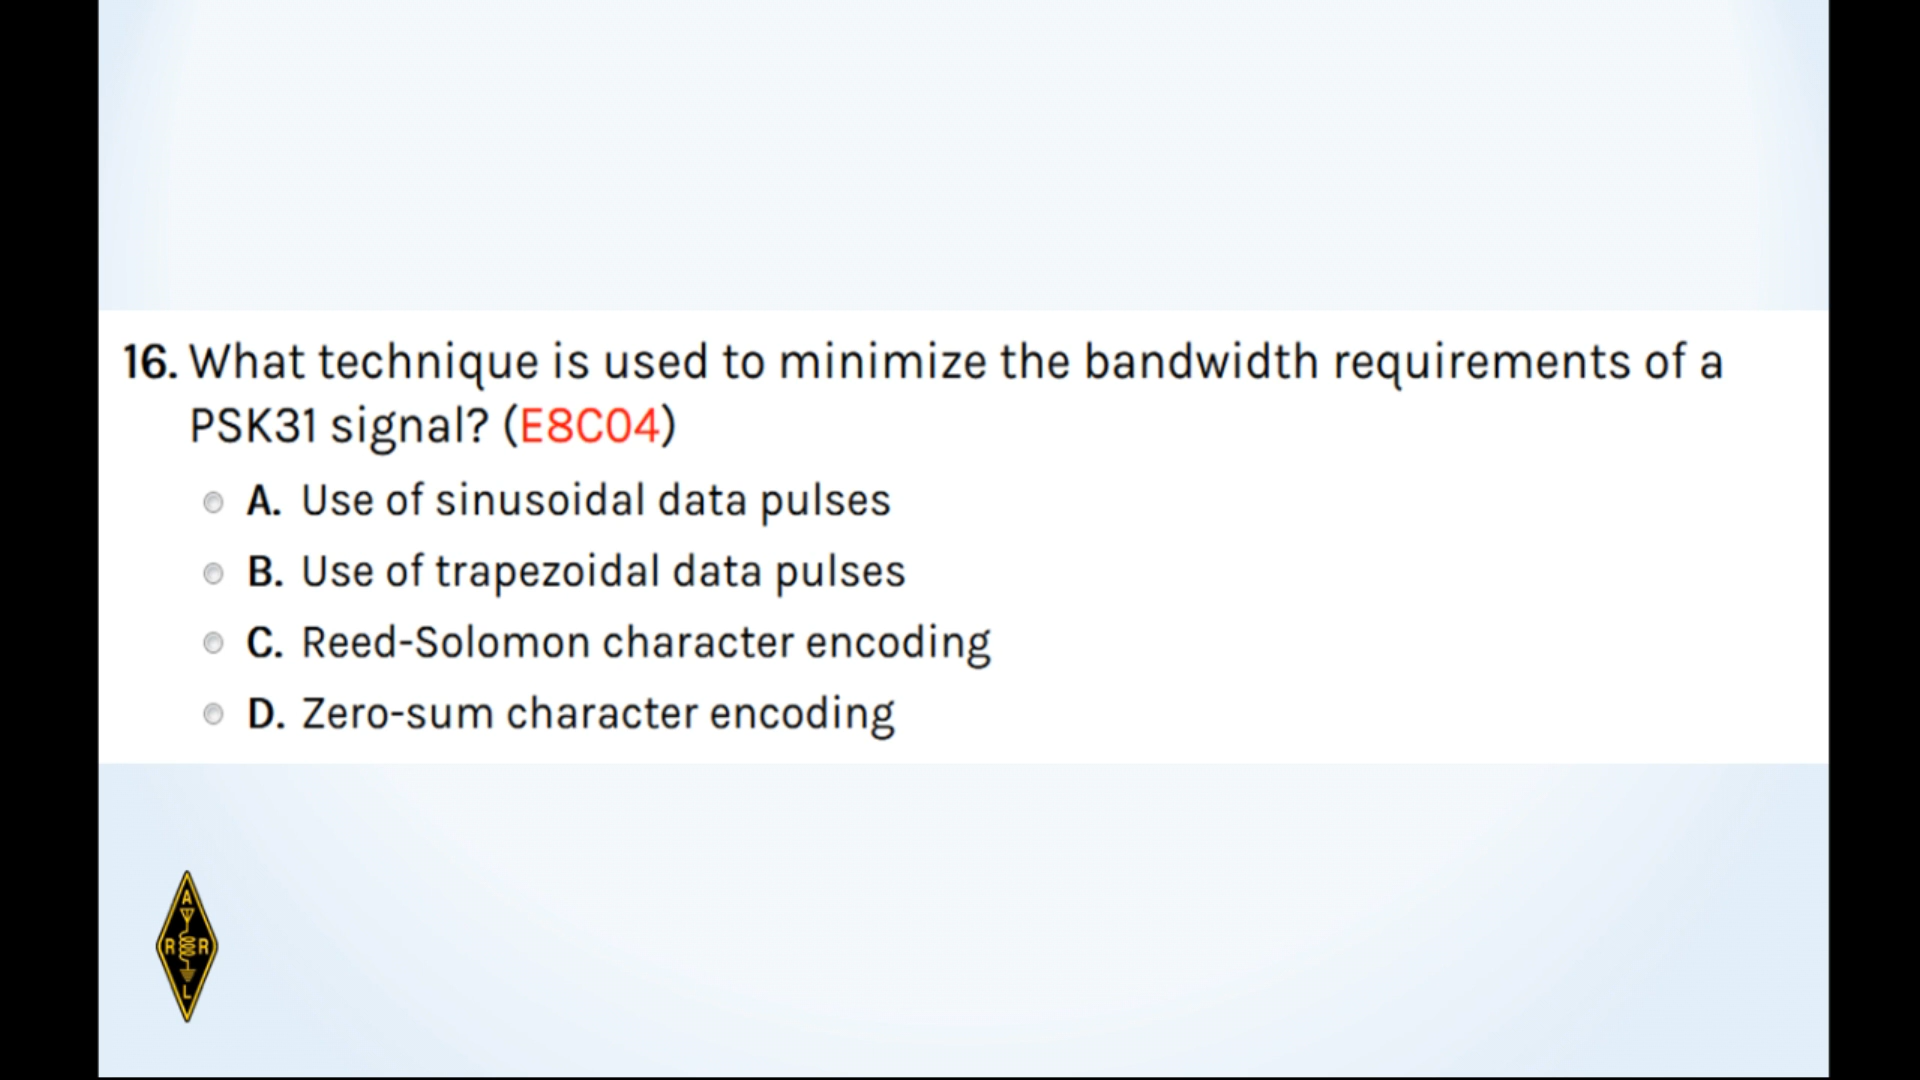 16. What technique is used to minimize the bandwidth requirements of a
PSK31 signal? (E8C04)
A. Use of sinusoidal data pulses
B. Use of trapezoidal data pulses
C. Reed-Solomon character encoding
D. Zero-sum character encoding
A
R R
L